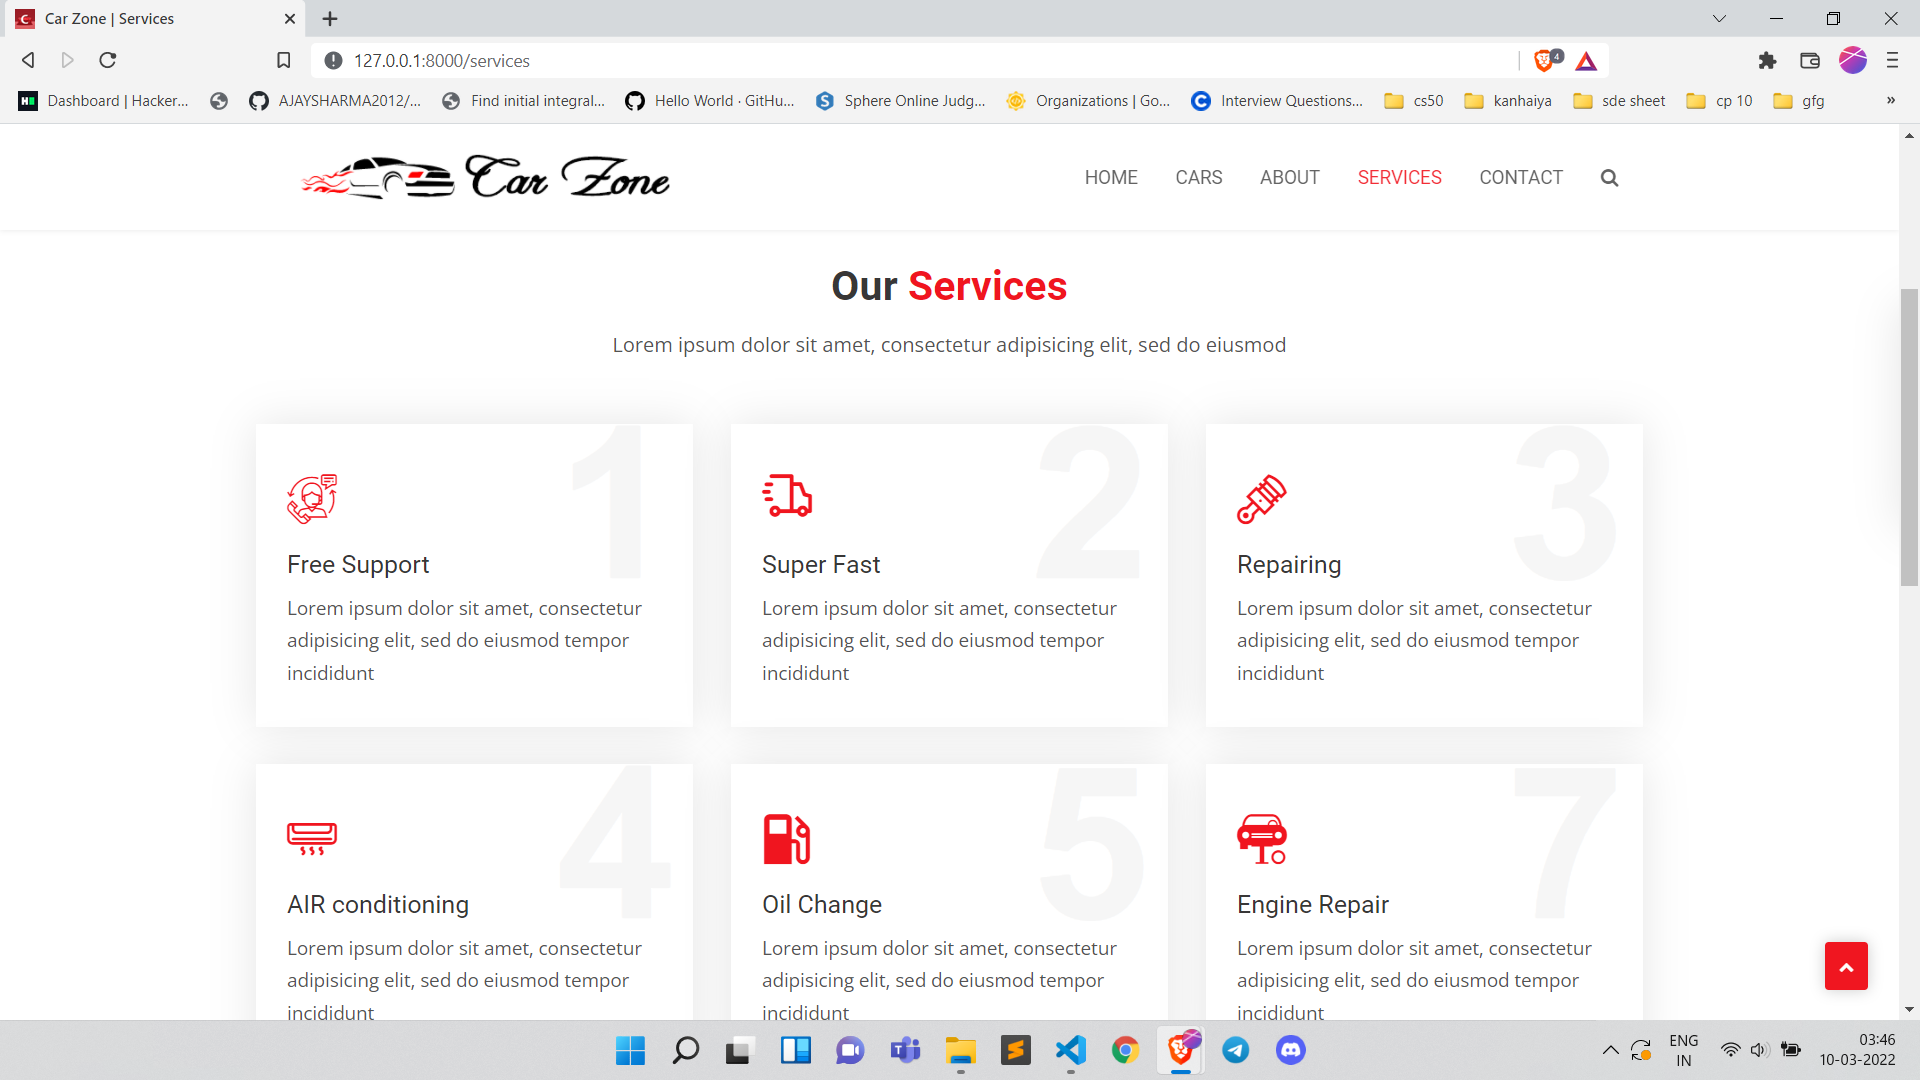 Car Zone | Services
127.0.0.1:8000/services
4
Dashboard | Hacker...
AJAYSHARMA2012/...
Find initial integral...
Hello World · GitHu...
Sphere Online Judg...
Organizations | Go...
Interview Questions...
cs50
kanhaiya
sde sheet
cp 10
gfg
»
Car Zone
HOME
CARS
ABOUT
SERVICES
CONTACT
Our Services
Lorem ipsum dolor sit amet, consectetur adipisicing elit, sed do eiusmod
1
Free Support
Lorem ipsum dolor sit amet, consectetur
adipisicing elit, sed do eiusmod tempor
incididunt
2
Super Fast
Lorem ipsum dolor sit amet, consectetur
adipisicing elit, sed do eiusmod tempor
incididunt
3
Repairing
Lorem ipsum dolor sit amet, consectetur
adipisicing elit, sed do eiusmod tempor
incididunt
4
AIR conditioning
Lorem ipsum dolor sit amet, consectetur
adipisicing elit, sed do eiusmod tempor
incididunt
5
Oil Change
Lorem ipsum dolor sit amet, consectetur
adipisicing elit, sed do eiusmod tempor
incididunt
7
Engine Repair
Lorem ipsum dolor sit amet, consectetur
adipisicing elit, sed do eiusmod tempor
incididunt
ENG
IN
03:46
10-03-2022